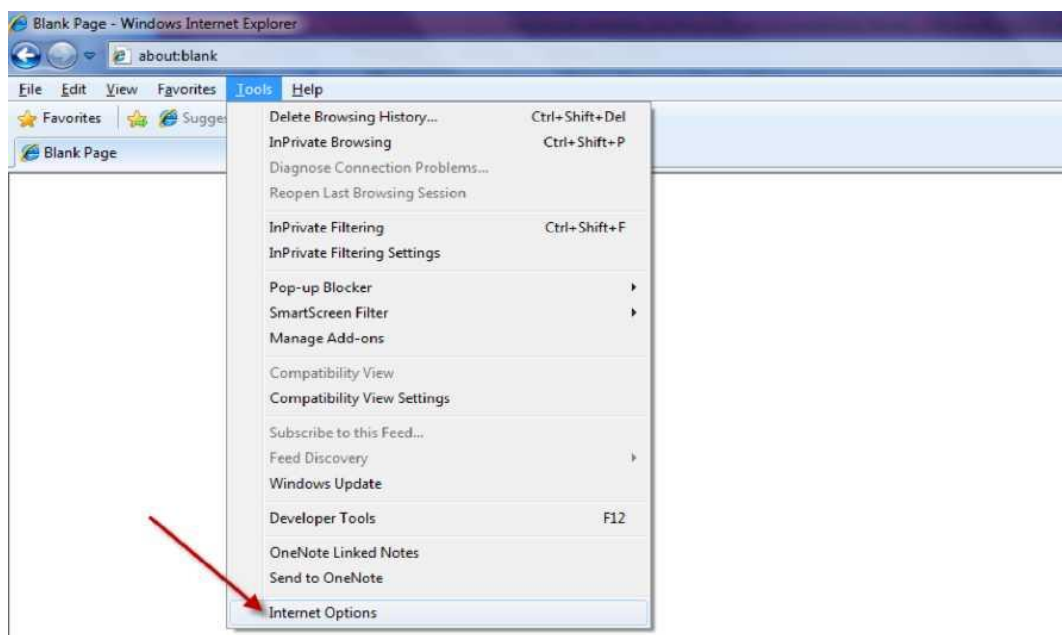 Blank Page - Windows Internet Explorer
about:blank
File Edit View Favorites Tools Help
Favorites Sugge
Blank Page
Delete Browsing History... Ctrl+Shift+Del
InPrivate Browsing Ctrl+Shift+P
Diagnose Connection Problems...
Reopen Last Browsing Session
InPrivate Filtering Ctrl+Shift+F
InPrivate Filtering Settings
Pop-up Blocker
SmartScreen Filter
Manage Add-ons
Compatibility View
Compatibility View Settings
Subscribe to this Feed...
Feed Discovery
Windows Update
Developer Tools F12
OneNote Linked Notes
Send to OneNote
Internet Options